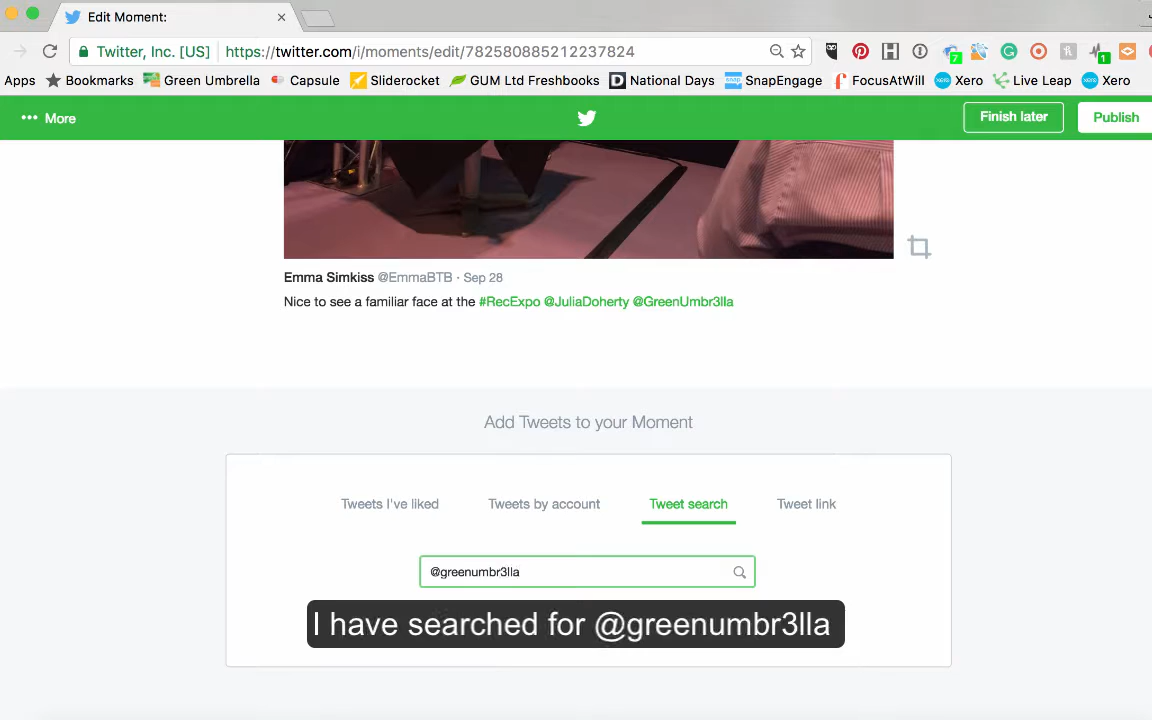 Edit Moment:
Twitter, Inc. [US] https://twitter.com/i/moments/edit/782580885212237824
7
1
Apps Bookmarks Green Umbrella Capsule Sliderocket GUM Ltd Freshbooks National Days SnapEngage FocusAtWill Xero Live Leap Xero
More
Finish later
Publish
Emma Simkiss @EmmaBTB · Sep 28
Nice to see a familiar face at the #RecExpo @JuliaDoherty @GreenUmbr3lla
Add Tweets to your Moment
Tweets I've liked Tweets by account Tweet search Tweet link
@greenumbr3lla
I have searched for @greenumbr3lla